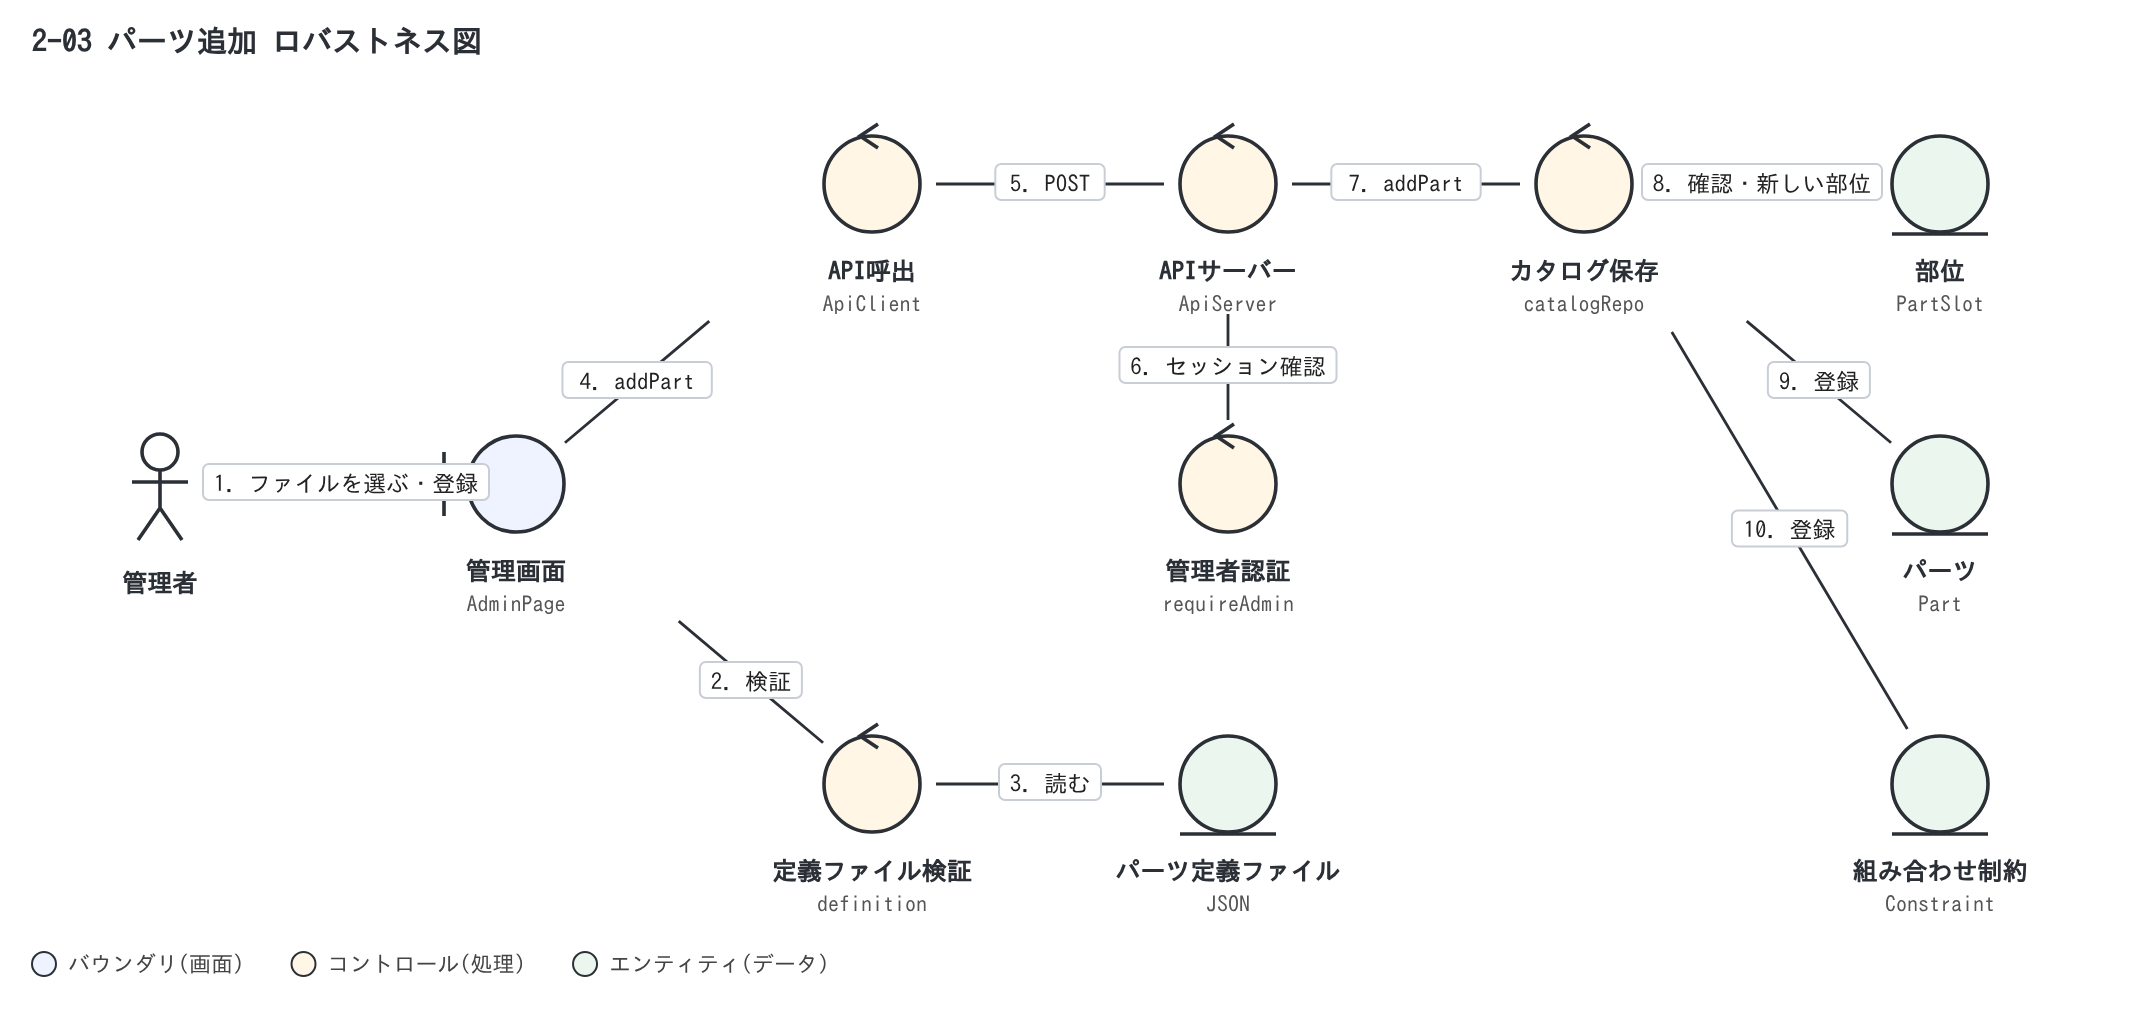 2-03 パーツ追加 ロバストネス図
5. POST
7. addPart
8. 確認・新しい部位
API呼出
ApiClient
APIサーバー
ApiServer
カタログ保存
catalogRepo
部位
PartSlot
4. addPart
6. セッション確認
9. 登録
1. ファイルを選ぶ・登録
10. 登録
管理者
管理画面
AdminPage
管理者認証
requireAdmin
パーツ
Part
2. 検証
3. 読む
定義ファイル検証
definition
パーツ定義ファイル
JSON
組み合わせ制約
Constraint
バウンダリ(画面)
コントロール(処理)
エンティティ(データ)